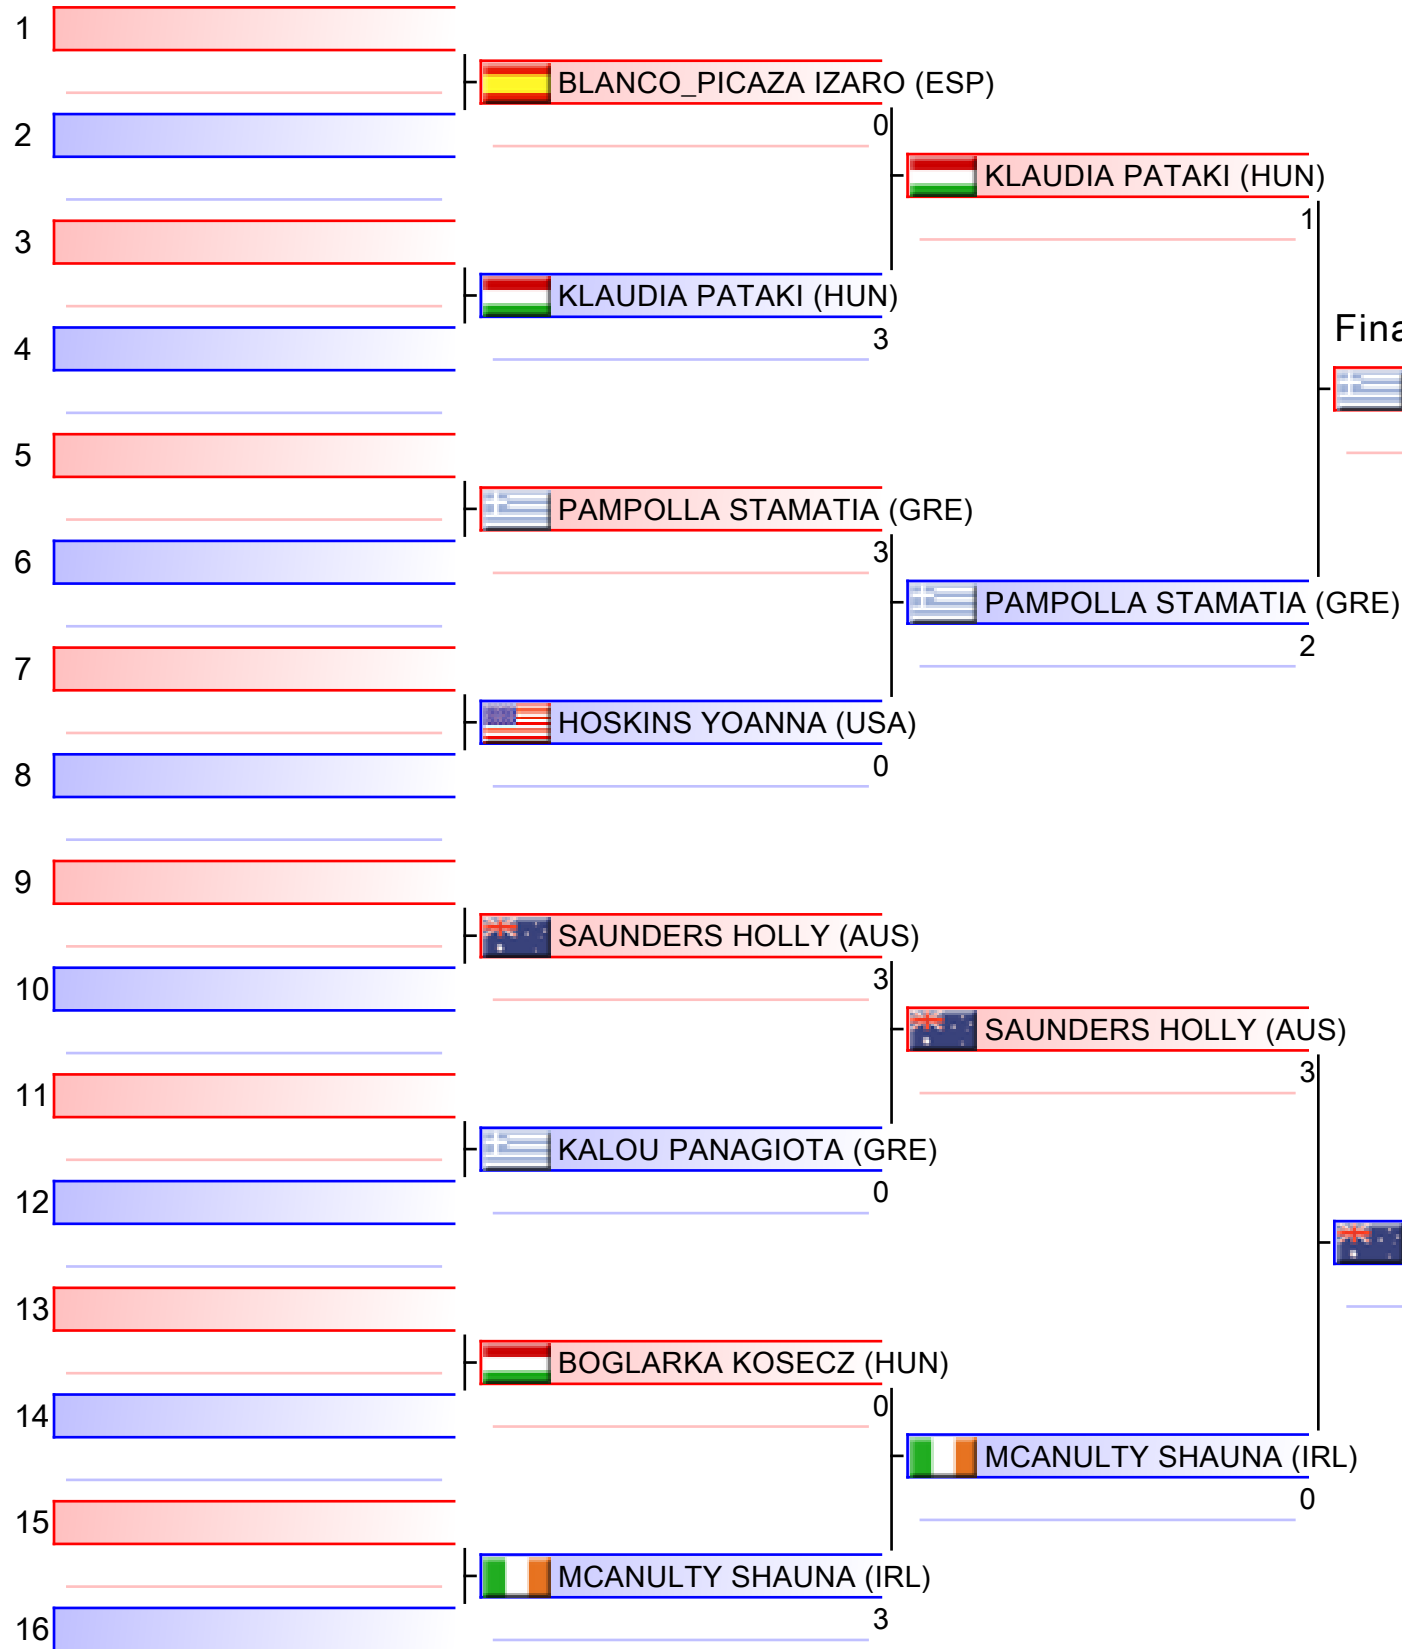 1
BLANCO_PICAZA IZARO (ESP)
0
2
KLAUDIA PATAKI (HUN)
1
3
KLAUDIA PATAKI (HUN)
3
4
5
PAMPOLLA STAMATIA (GRE)
3
6
PAMPOLLA STAMATIA (GRE)
2
7
HOSKINS YOANNA (USA)
0
8
9
SAUNDERS HOLLY (AUS)
3
10
SAUNDERS HOLLY (AUS)
3
11
KALOU PANAGIOTA (GRE)
0
12
13
BOGLARKA KOSECZ (HUN)
0
14
MCANULTY SHAUNA (IRL)
0
15
MCANULTY SHAUNA (IRL)
3
16